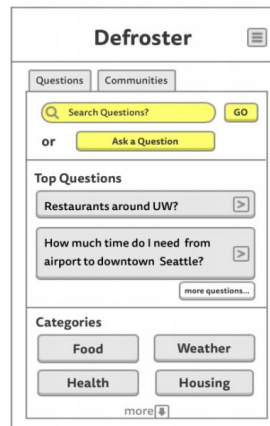 Defroster
Questions
Communities
Search Questions?
GO
or
Ask a Question
Top Questions
Restaurants around UW?
How much time do I need from
airport to downtown Seattle?
more questions...
Categories
Food
Weather
Health
Housing
more